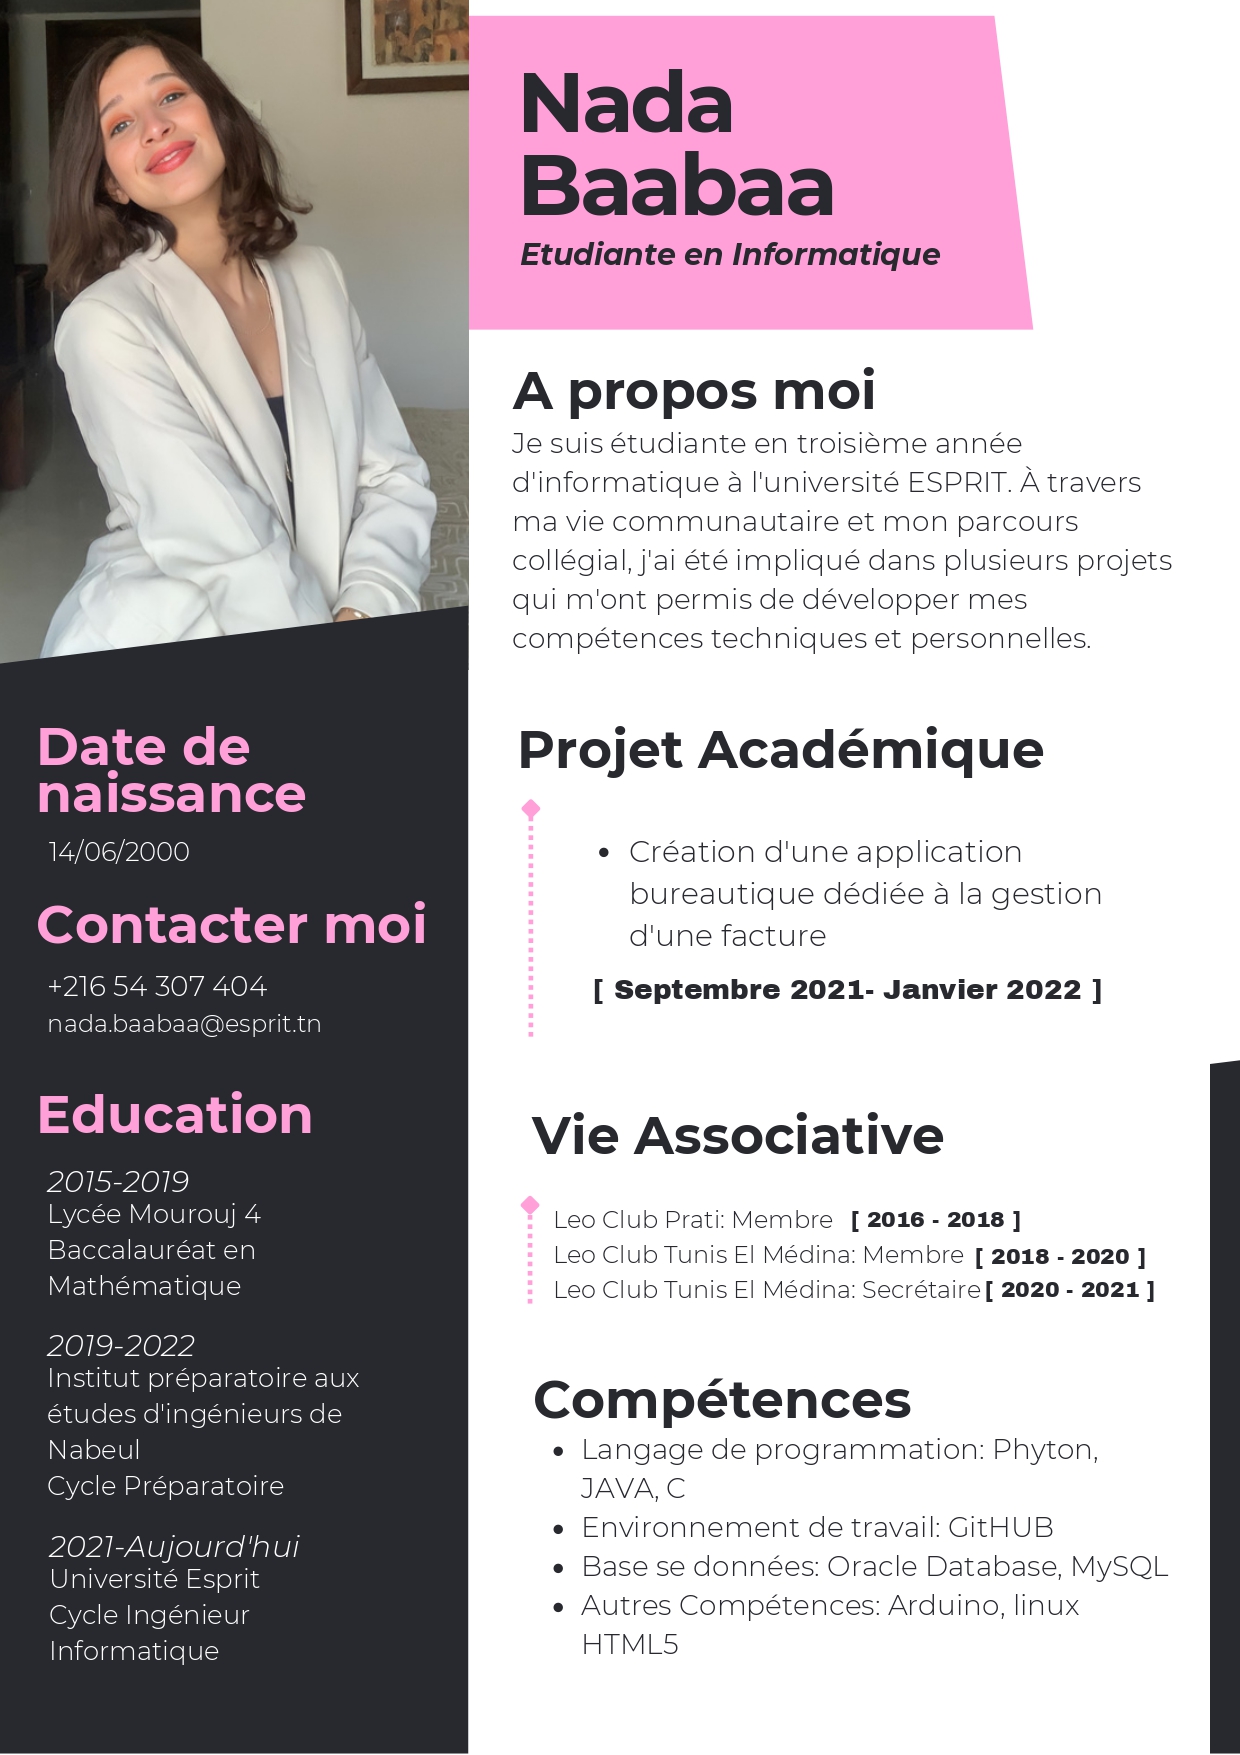 Nada
Baabaa
Etudiante en Informatique
A propos moi
Je suis étudiante en troisième année
d'informatique à l'université ESPRIT. À travers
ma vie communautaire et mon parcours
collégial, j'ai été impliqué dans plusieurs projets
qui m'ont permis de développer mes
compétences techniques et personnelles.
Date de
naissance
14/06/2000
Contacter moi
+216 54 307 404
nada.baabaa@esprit.tn
Education
2015-2019
Lycée Mourouj 4
Baccalauréat en
Mathématique
2019-2022
Institut préparatoire aux
études d'ingénieurs de
Nabeul
Cycle Préparatoire
2021-Aujourd'hui
Université Esprit
Cycle Ingénieur
Informatique
Projet Académique
• Création d'une application
bureautique dédiée à la gestion
d'une facture
[ Septembre 2021- Janvier 2022 ]
Vie Associative
Leo Club Prati: Membre [ 2016 - 2018 ]
Leo Club Tunis El Médina: Membre [ 2018 - 2020 ]
Leo Club Tunis El Médina: Secrétaire [ 2020 - 2021 ]
Compétences
• Langage de programmation: Phyton,
JAVA, C
• Environnement de travail: GitHUB
• Base se données: Oracle Database, MySQL
• Autres Compétences: Arduino, linux
HTML5